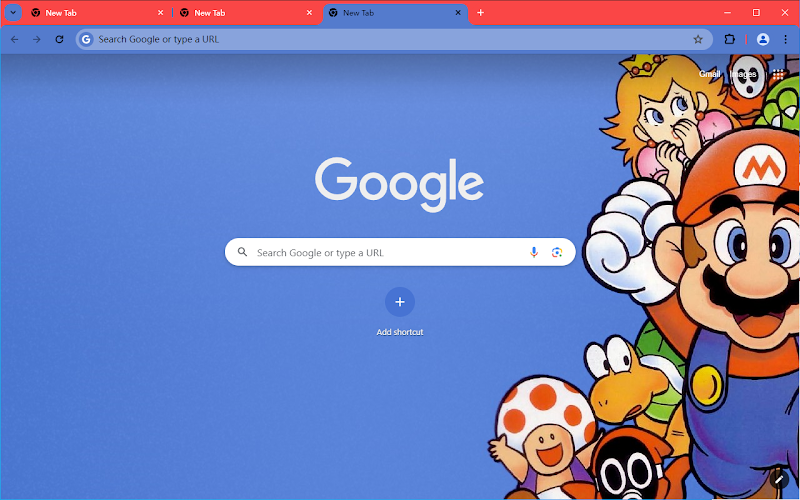 New Tab
New Tab
New Tab
Search Google or type a URL
Gmail Images
M
Google
Search Google or type a URL
Add shortcut